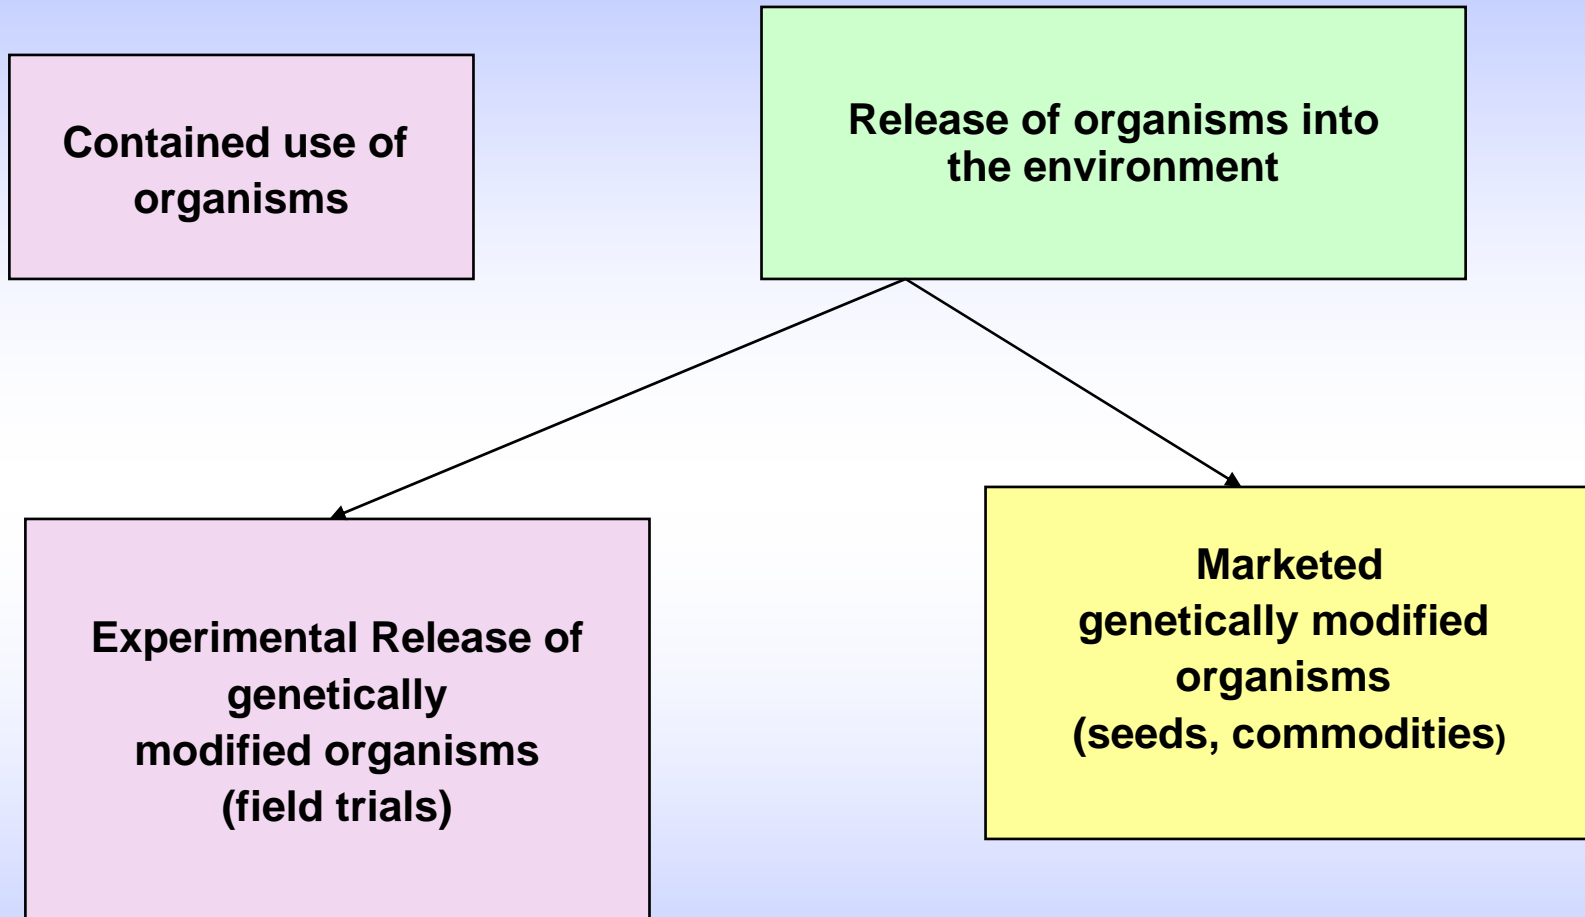 Contained use of
organisms
Release of organisms into
the environment
Experimental Release of
genetically
modified organisms
(field trials)
Marketed
genetically modified
organisms
(seeds, commodities)